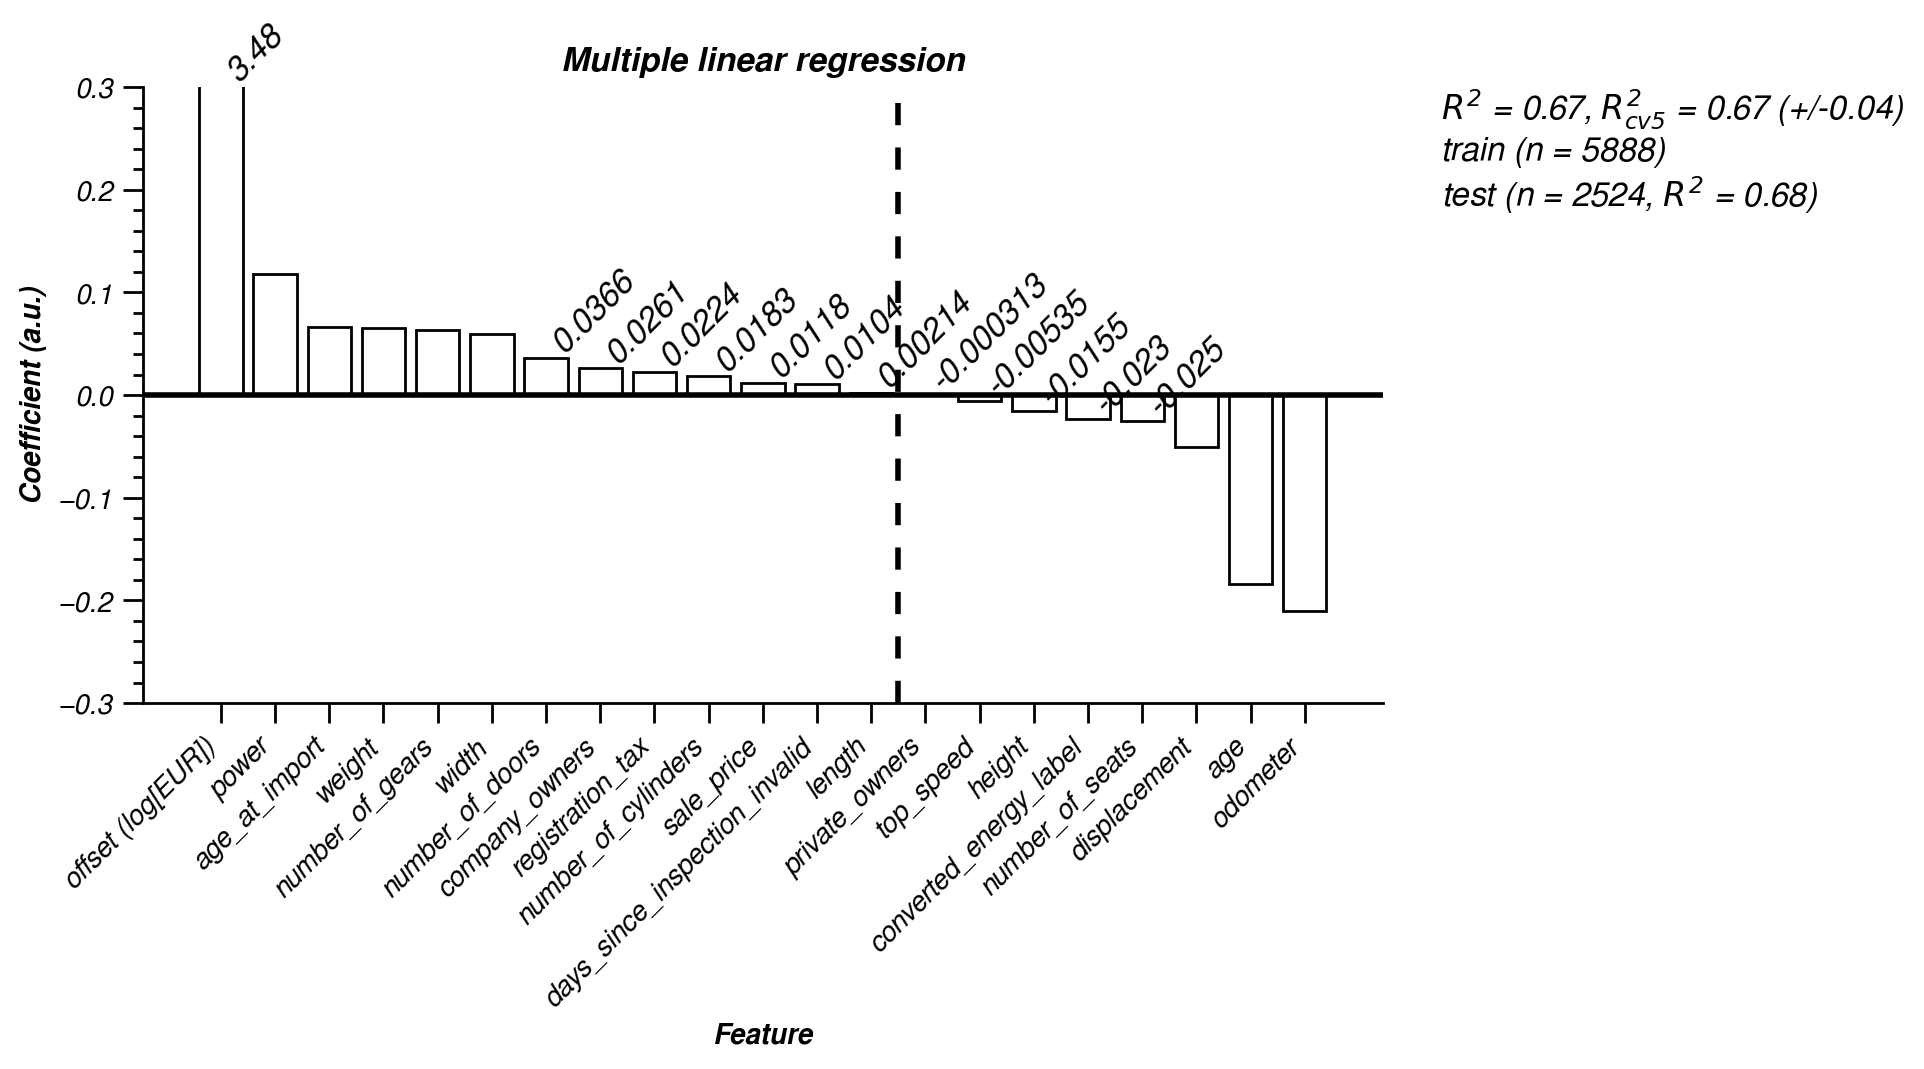 3.48
Multiple linear regression
R² = 0.67, R²cv5 = 0.67 (+/-0.04)
train (n = 5888)
test (n = 2524, R² = 0.68)
0.3
0.2
0.1
0.0
−0.1
−0.2
−0.3
Coefficient (a.u.)
0.0366
0.0261
0.0224
0.0183
0.0118
0.0104
0.00214
-0.000313
-0.00535
-0.0155
-0.023
-0.025
offset (log[EUR])
power
age_at_import
weight
number_of_gears
width
number_of_doors
company_owners
registration_tax
number_of_cylinders
sale_price
days_since_inspection_invalid
length
private_owners
top_speed
height
converted_energy_label
number_of_seats
displacement
age
odometer
Feature